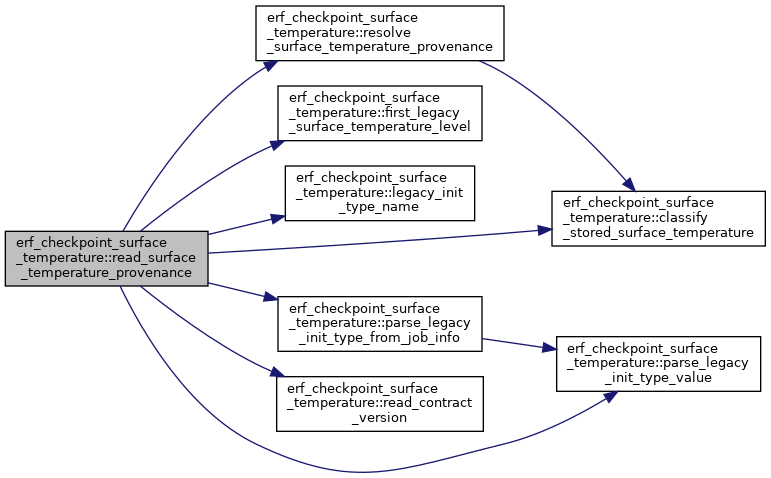 erf_checkpoint_surface
_temperature::resolve
_surface_temperature_provenance
erf_checkpoint_surface
_temperature::first_legacy
_surface_temperature_level
erf_checkpoint_surface
_temperature::legacy_init
_type_name
erf_checkpoint_surface
_temperature::classify
_stored_surface_temperature
erf_checkpoint_surface
_temperature::read_surface
_temperature_provenance
erf_checkpoint_surface
_temperature::parse_legacy
_init_type_from_job_info
erf_checkpoint_surface
_temperature::parse_legacy
_init_type_value
erf_checkpoint_surface
_temperature::read_contract
_version